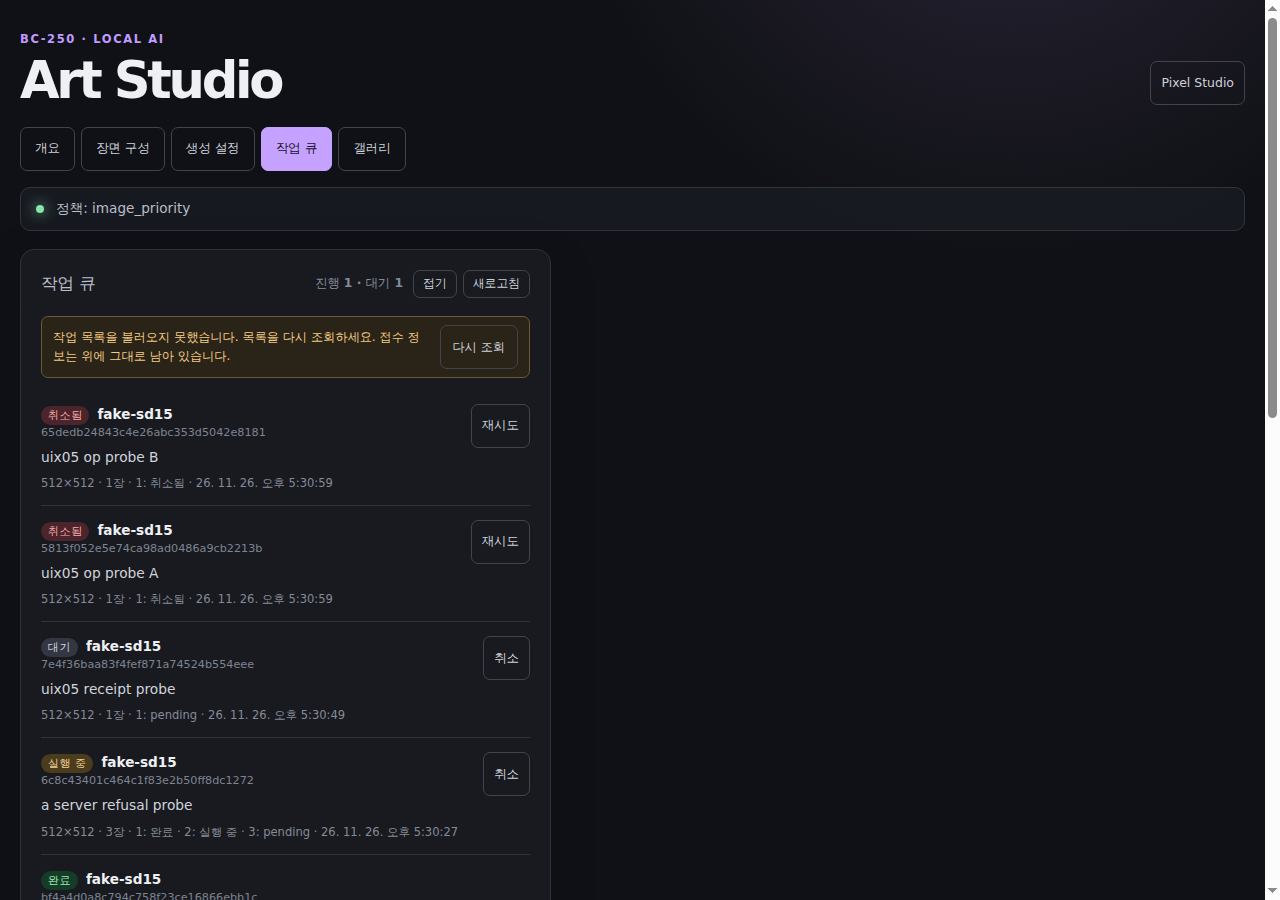 BC-250 · LOCAL AI
Art Studio
Pixel Studio
개요
장면 구성
생성 설정
작업 큐
갤러리
정책: image_priority
작업 큐
진행 1 · 대기 1
접기
새로고침
작업 목록을 불러오지 못했습니다. 목록을 다시 조회하세요. 접수 정
보는 위에 그대로 남아 있습니다.
다시 조회
취소됨 fake-sd15
재시도
65dedb24843c4e26abc353d5042e8181
uix05 op probe B
512×512 · 1장 · 1: 취소됨 · 26. 11. 26. 오후 5:30:59
취소됨 fake-sd15
재시도
5813f052e5e74ca98ad0486a9cb2213b
uix05 op probe A
512×512 · 1장 · 1: 취소됨 · 26. 11. 26. 오후 5:30:59
대기 fake-sd15
취소
7e4f36baa83f4fef871a74524b554eee
uix05 receipt probe
512×512 · 1장 · 1: pending · 26. 11. 26. 오후 5:30:49
실행 중 fake-sd15
취소
6c8c43401c464c1f83e2b50ff8dc1272
a server refusal probe
512×512 · 3장 · 1: 완료 · 2: 실행 중 · 3: pending · 26. 11. 26. 오후 5:30:27
완료 fake-sd15
bf4a4d0a8c794c758f23ce16866ebb1c